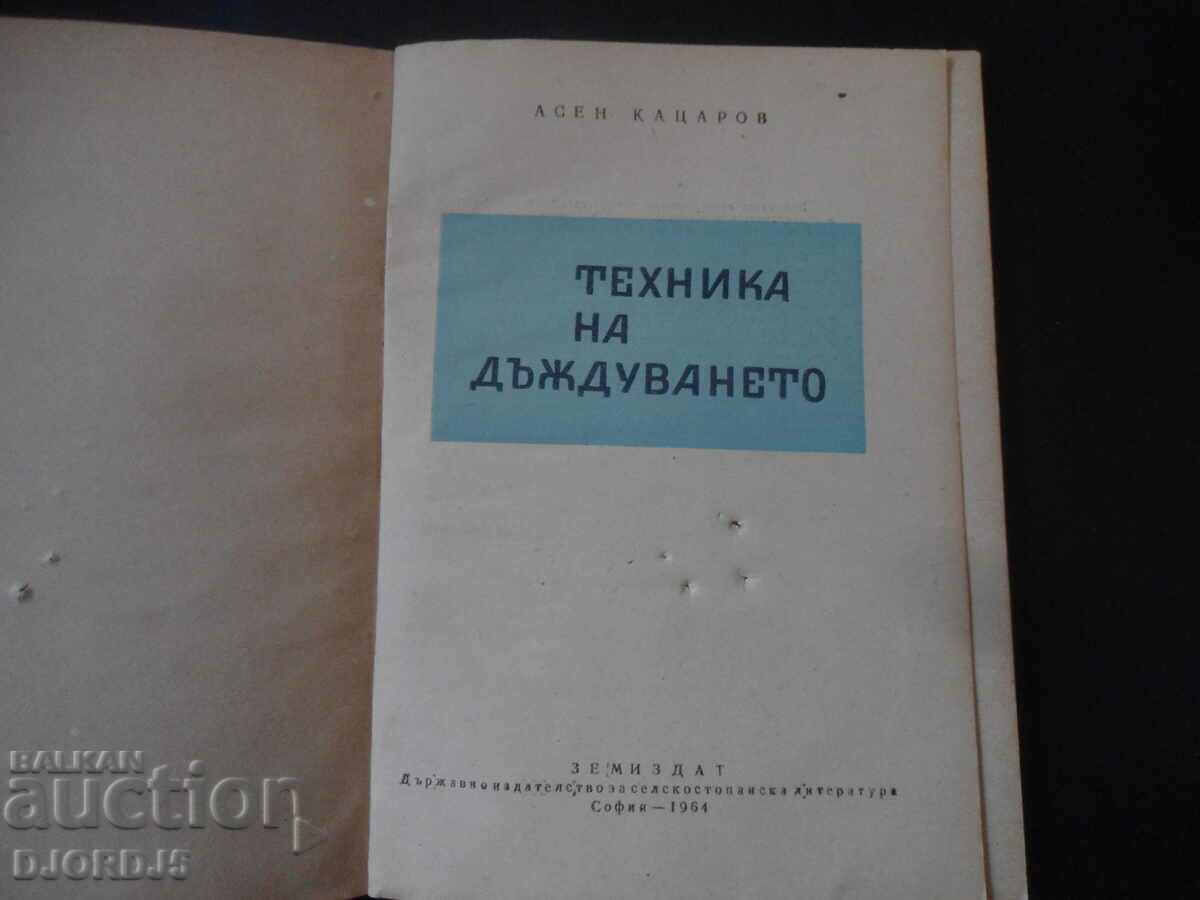 АСЕН КАЦАРОВ
ТЕХНИКА
НА
ДЪЖДУВАНЕТО
ЗЕМИЗДАТ
Държавно издателство за селскостопанска литература
София — 1964
BALKAN
auction
DJORDJ5